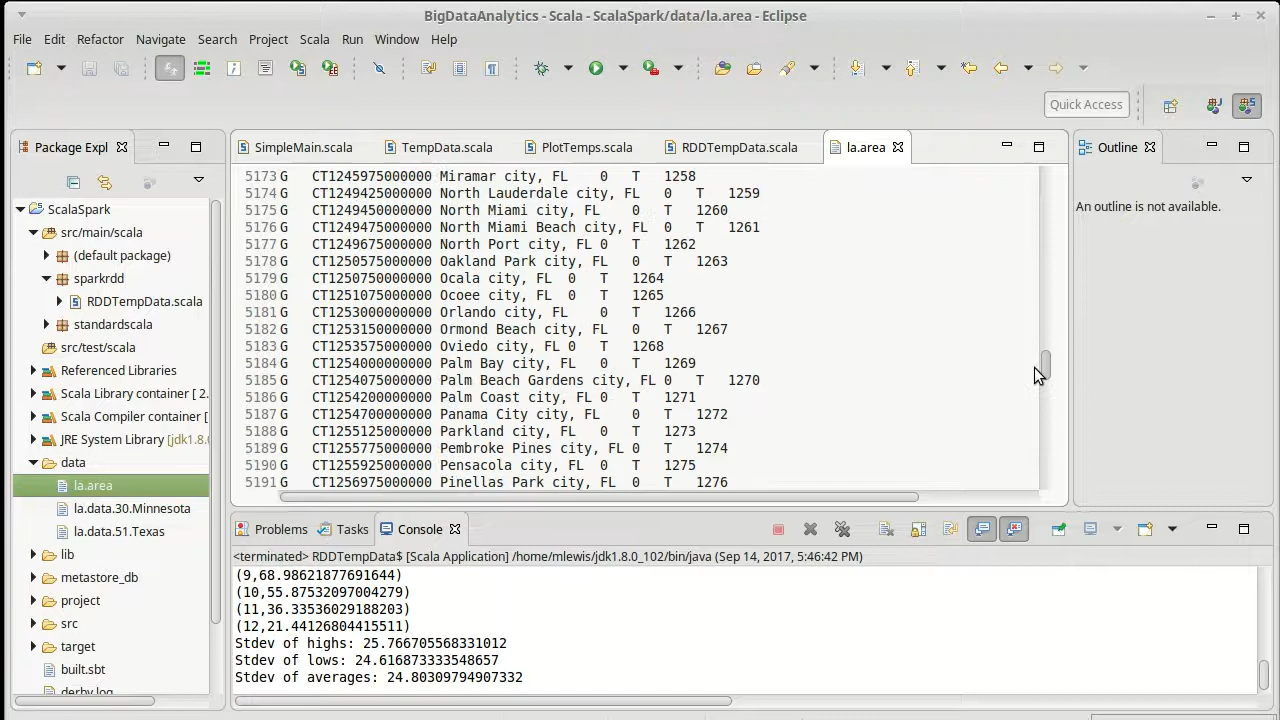 BigDataAnalytics - Scala - ScalaSpark/data/la.area - Eclipse
File Edit Refactor Navigate Search Project Scala Run Window Help
Quick Access
Package Expl
SimpleMain.scala TempData.scala PlotTemps.scala RDDTempData.scala la.area
Outline
An outline is not available.
ScalaSpark
src/main/scala
(default package)
sparkrdd
RDDTempData.scala
standardscala
src/test/scala
Referenced Libraries
Scala Library container [ 2.
Scala Compiler container [
JRE System Library [jdk1.8.0
data
la.area
la.data.30.Minnesota
la.data.51.Texas
lib
metastore_db
project
src
target
built.sbt
derby.log
5173 G CT1245975000000 Miramar city, FL 0 T 1258
5174 G CT1249425000000 North Lauderdale city, FL 0 T 1259
5175 G CT1249450000000 North Miami city, FL 0 T 1260
5176 G CT1249475000000 North Miami Beach city, FL 0 T 1261
5177 G CT1249675000000 North Port city, FL 0 T 1262
5178 G CT1250575000000 Oakland Park city, FL 0 T 1263
5179 G CT1250750000000 Ocala city, FL 0 T 1264
5180 G CT1251075000000 Ocoee city, FL 0 T 1265
5181 G CT1253000000000 Orlando city, FL 0 T 1266
5182 G CT1253150000000 Ormond Beach city, FL 0 T 1267
5183 G CT1253575000000 Oviedo city, FL 0 T 1268
5184 G CT1254000000000 Palm Bay city, FL 0 T 1269
5185 G CT1254075000000 Palm Beach Gardens city, FL 0 T 1270
5186 G CT1254200000000 Palm Coast city, FL 0 T 1271
5187 G CT1254700000000 Panama City city, FL 0 T 1272
5188 G CT1255125000000 Parkland city, FL 0 T 1273
5189 G CT1255775000000 Pembroke Pines city, FL 0 T 1274
5190 G CT1255925000000 Pensacola city, FL 0 T 1275
5191 G CT1256975000000 Pinellas Park city, FL 0 T 1276
Problems Tasks Console
<terminated> RDDTempData$ [Scala Application] /home/mlewis/jdk1.8.0_102/bin/java (Sep 14, 2017, 5:46:42 PM)
(9,68.98621877691644)
(10,55.87532097004279)
(11,36.33536029188203)
(12,21.44126804415511)
Stdev of highs: 25.766705568331012
Stdev of lows: 24.616873333548657
Stdev of averages: 24.80309794907332